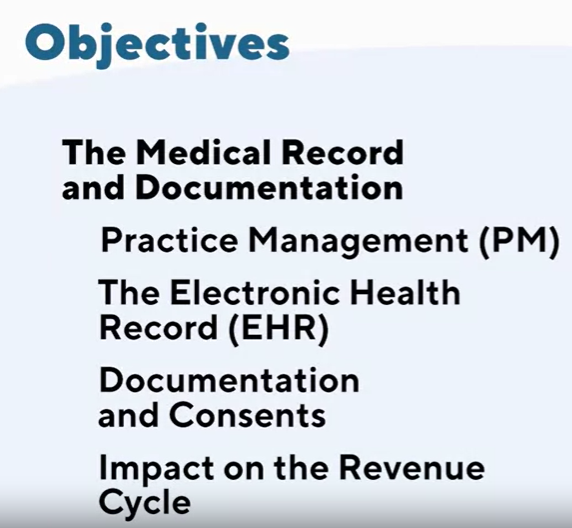 Objectives
The Medical Record
and Documentation
Practice Management (PM)
The Electronic Health
Record (EHR)
Documentation
and Consents
Impact on the Revenue
Cycle